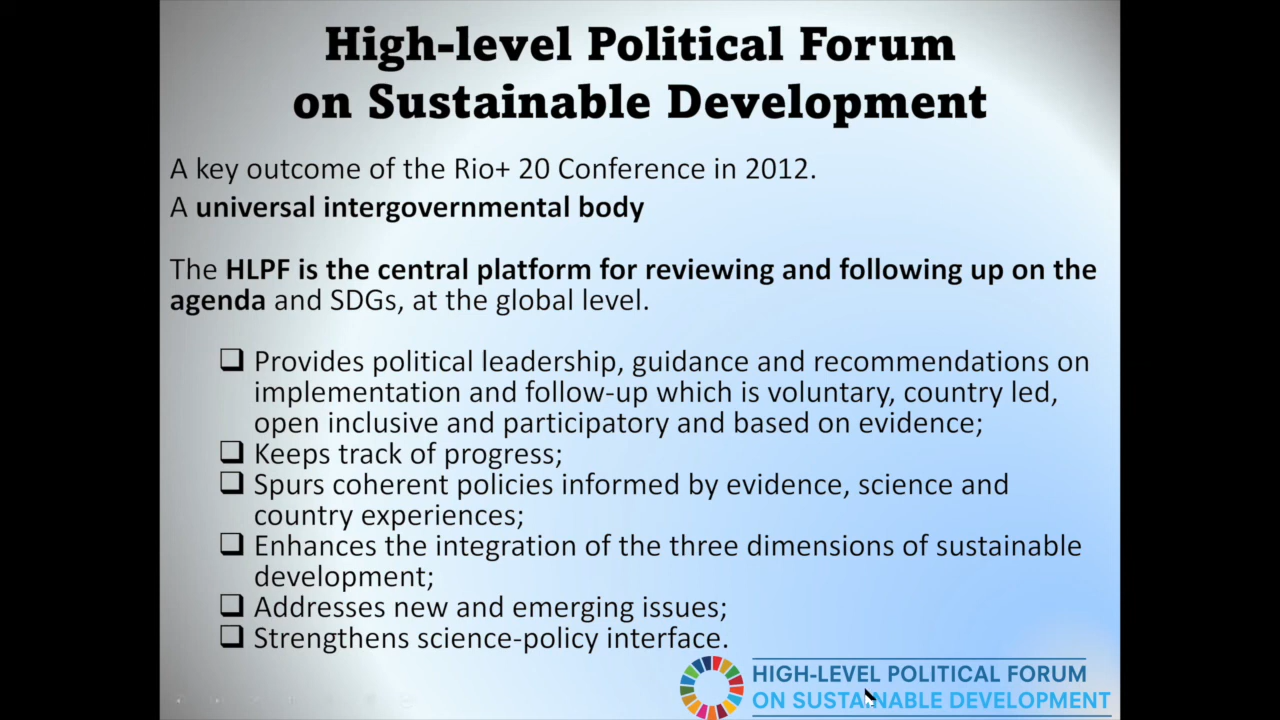 High-level Political Forum
on Sustainable Development
A key outcome of the Rio+ 20 Conference in 2012.
A universal intergovernmental body
The HLPF is the central platform for reviewing and following up on the
agenda and SDGs, at the global level.
❑ Provides political leadership, guidance and recommendations on
implementation and follow-up which is voluntary, country led,
open inclusive and participatory and based on evidence;
❑ Keeps track of progress;
❑ Spurs coherent policies informed by evidence, science and
country experiences;
❑ Enhances the integration of the three dimensions of sustainable
development;
❑ Addresses new and emerging issues;
❑ Strengthens science-policy interface.
HIGH-LEVEL POLITICAL FORUM
ON SUSTAINABLE DEVELOPMENT